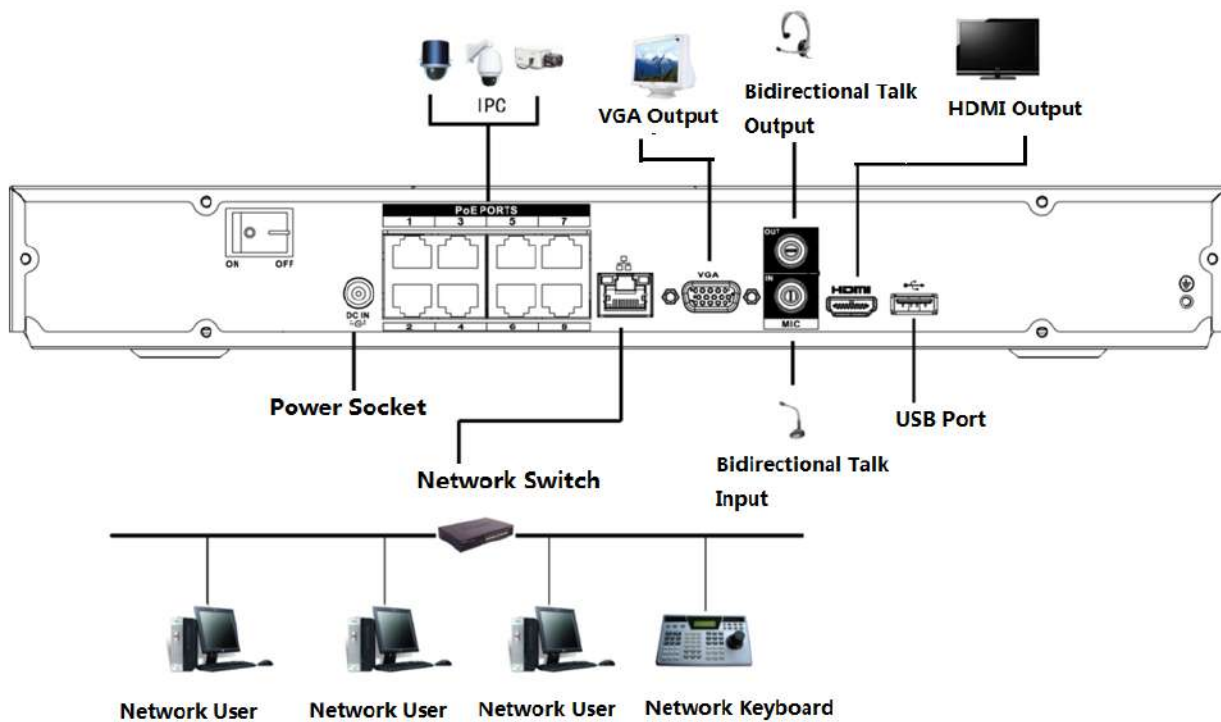 IPC
VGA Output
Bidirectional Talk
Output
HDMI Output
PoE PORTS
1 3 5 7
ON OFF
DC IN
2 4 6 8
VGA
OUT
IN
MIC
HDMI
Power Socket
Network Switch
Bidirectional Talk
Input
USB Port
Network User
Network User
Network User
Network Keyboard